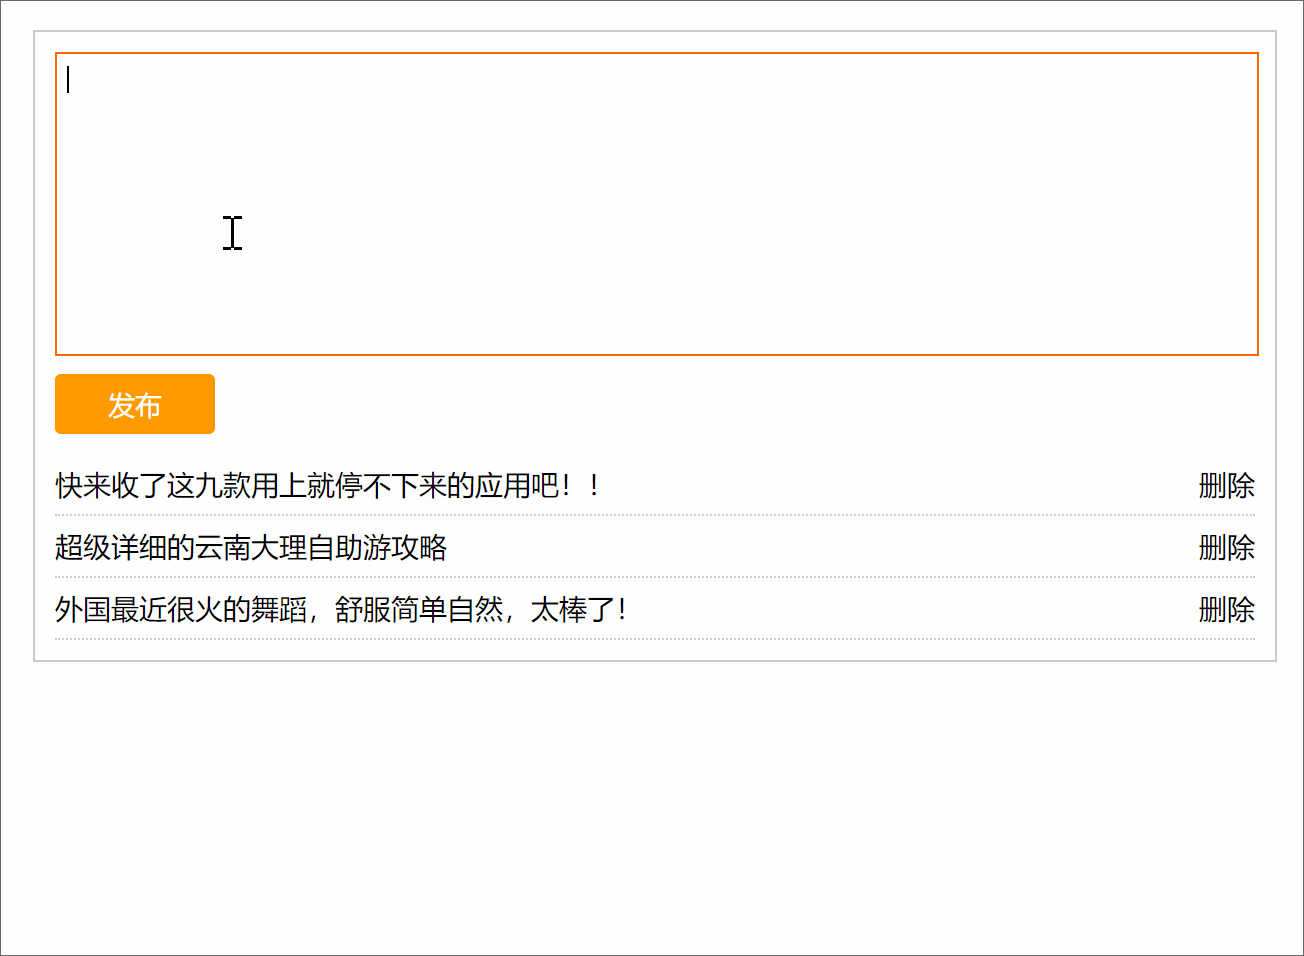 发布
快来收了这九款用上就停不下来的应用吧！！
删除
超级详细的云南大理自助游攻略
删除
外国最近很火的舞蹈，舒服简单自然，太棒了！
删除